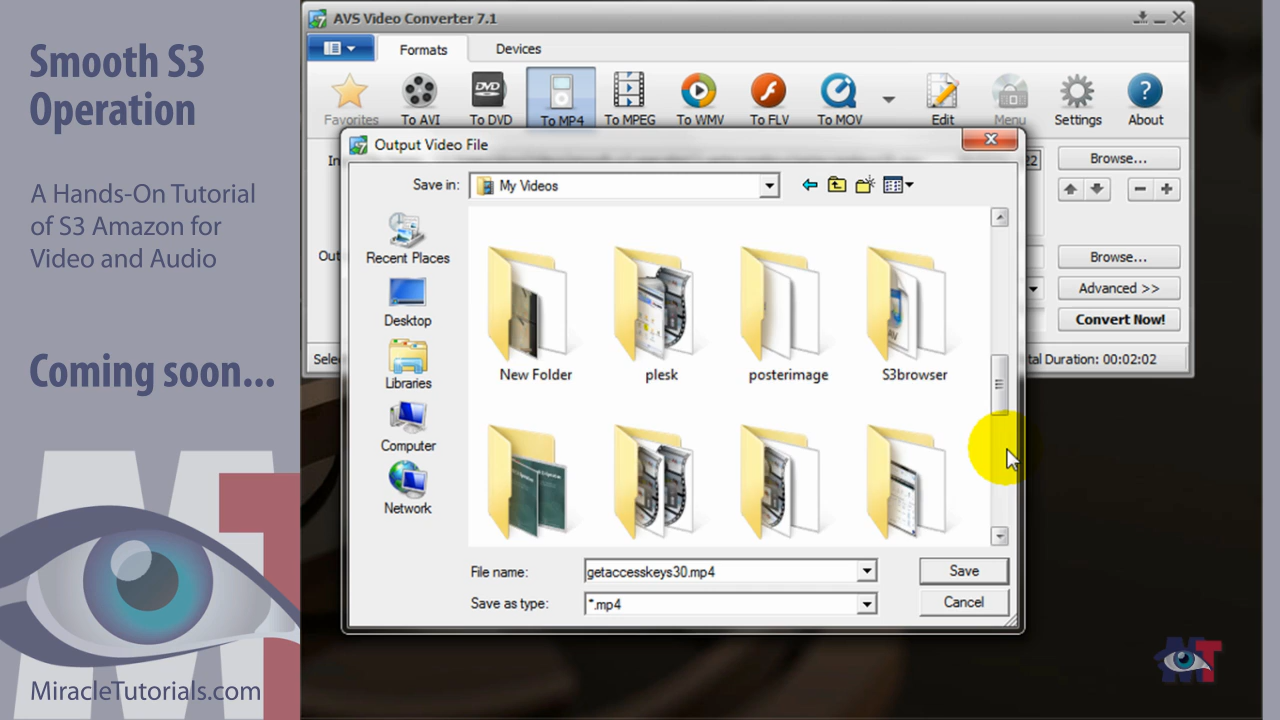 Smooth S3
Operation
A Hands-On Tutorial
of S3 Amazon for
Video and Audio
Coming soon...
MiracleTutorials.com
AVS Video Converter 7.1
Formats
Devices
Favorites
To AVI
To DVD
To MP4
To MPEG
To WMV
To FLV
To MOV
Edit
Menu
Settings
About
Output Video File
22
Browse...
Save in:
My Videos
Recent Places
Desktop
Libraries
Computer
Network
New Folder
plesk
posterimage
S3browser
Browse...
Advanced >>
Convert Now!
Duration: 00:02:02
File name:
getaccesskeys30.mp4
Save
Save as type:
*.mp4
Cancel
MT